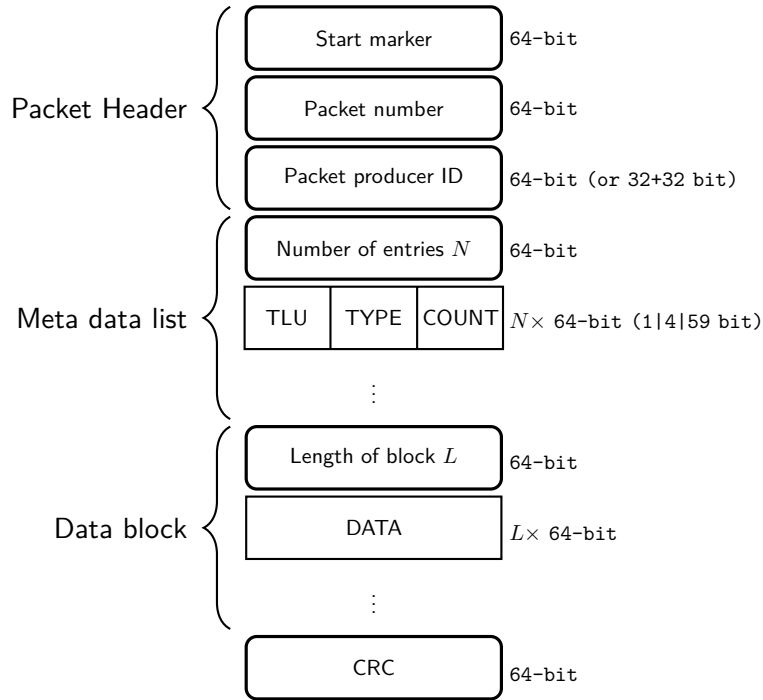 Start marker 64-bit
Packet Header Packet number 64-bit
Packet producer ID 64-bit (or 32+32 bit)
Number of entries N 64-bit
Meta data list TLU TYPE COUNT N× 64-bit (1|4|59 bit)
⋮
Length of block L 64-bit
Data block DATA L× 64-bit
⋮
CRC 64-bit